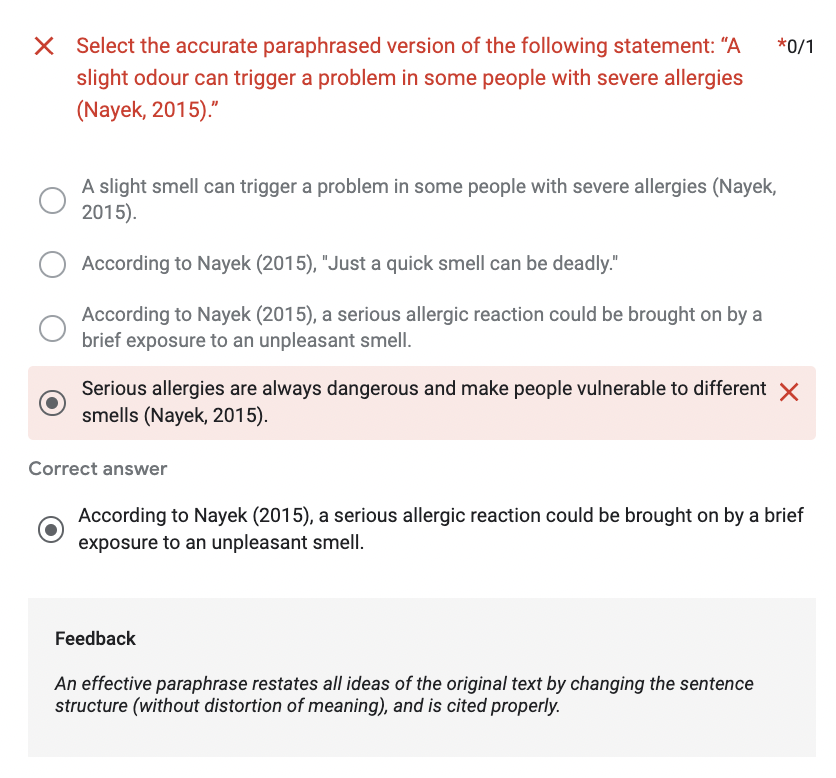 Select the accurate paraphrased version of the following statement: “A *0/1
slight odour can trigger a problem in some people with severe allergies
(Nayek, 2015).”
A slight smell can trigger a problem in some people with severe allergies (Nayek,
2015).
According to Nayek (2015), "Just a quick smell can be deadly."
According to Nayek (2015), a serious allergic reaction could be brought on by a
brief exposure to an unpleasant smell.
Serious allergies are always dangerous and make people vulnerable to different
smells (Nayek, 2015).
Correct answer
According to Nayek (2015), a serious allergic reaction could be brought on by a brief
exposure to an unpleasant smell.
Feedback
An effective paraphrase restates all ideas of the original text by changing the sentence
structure (without distortion of meaning), and is cited properly.